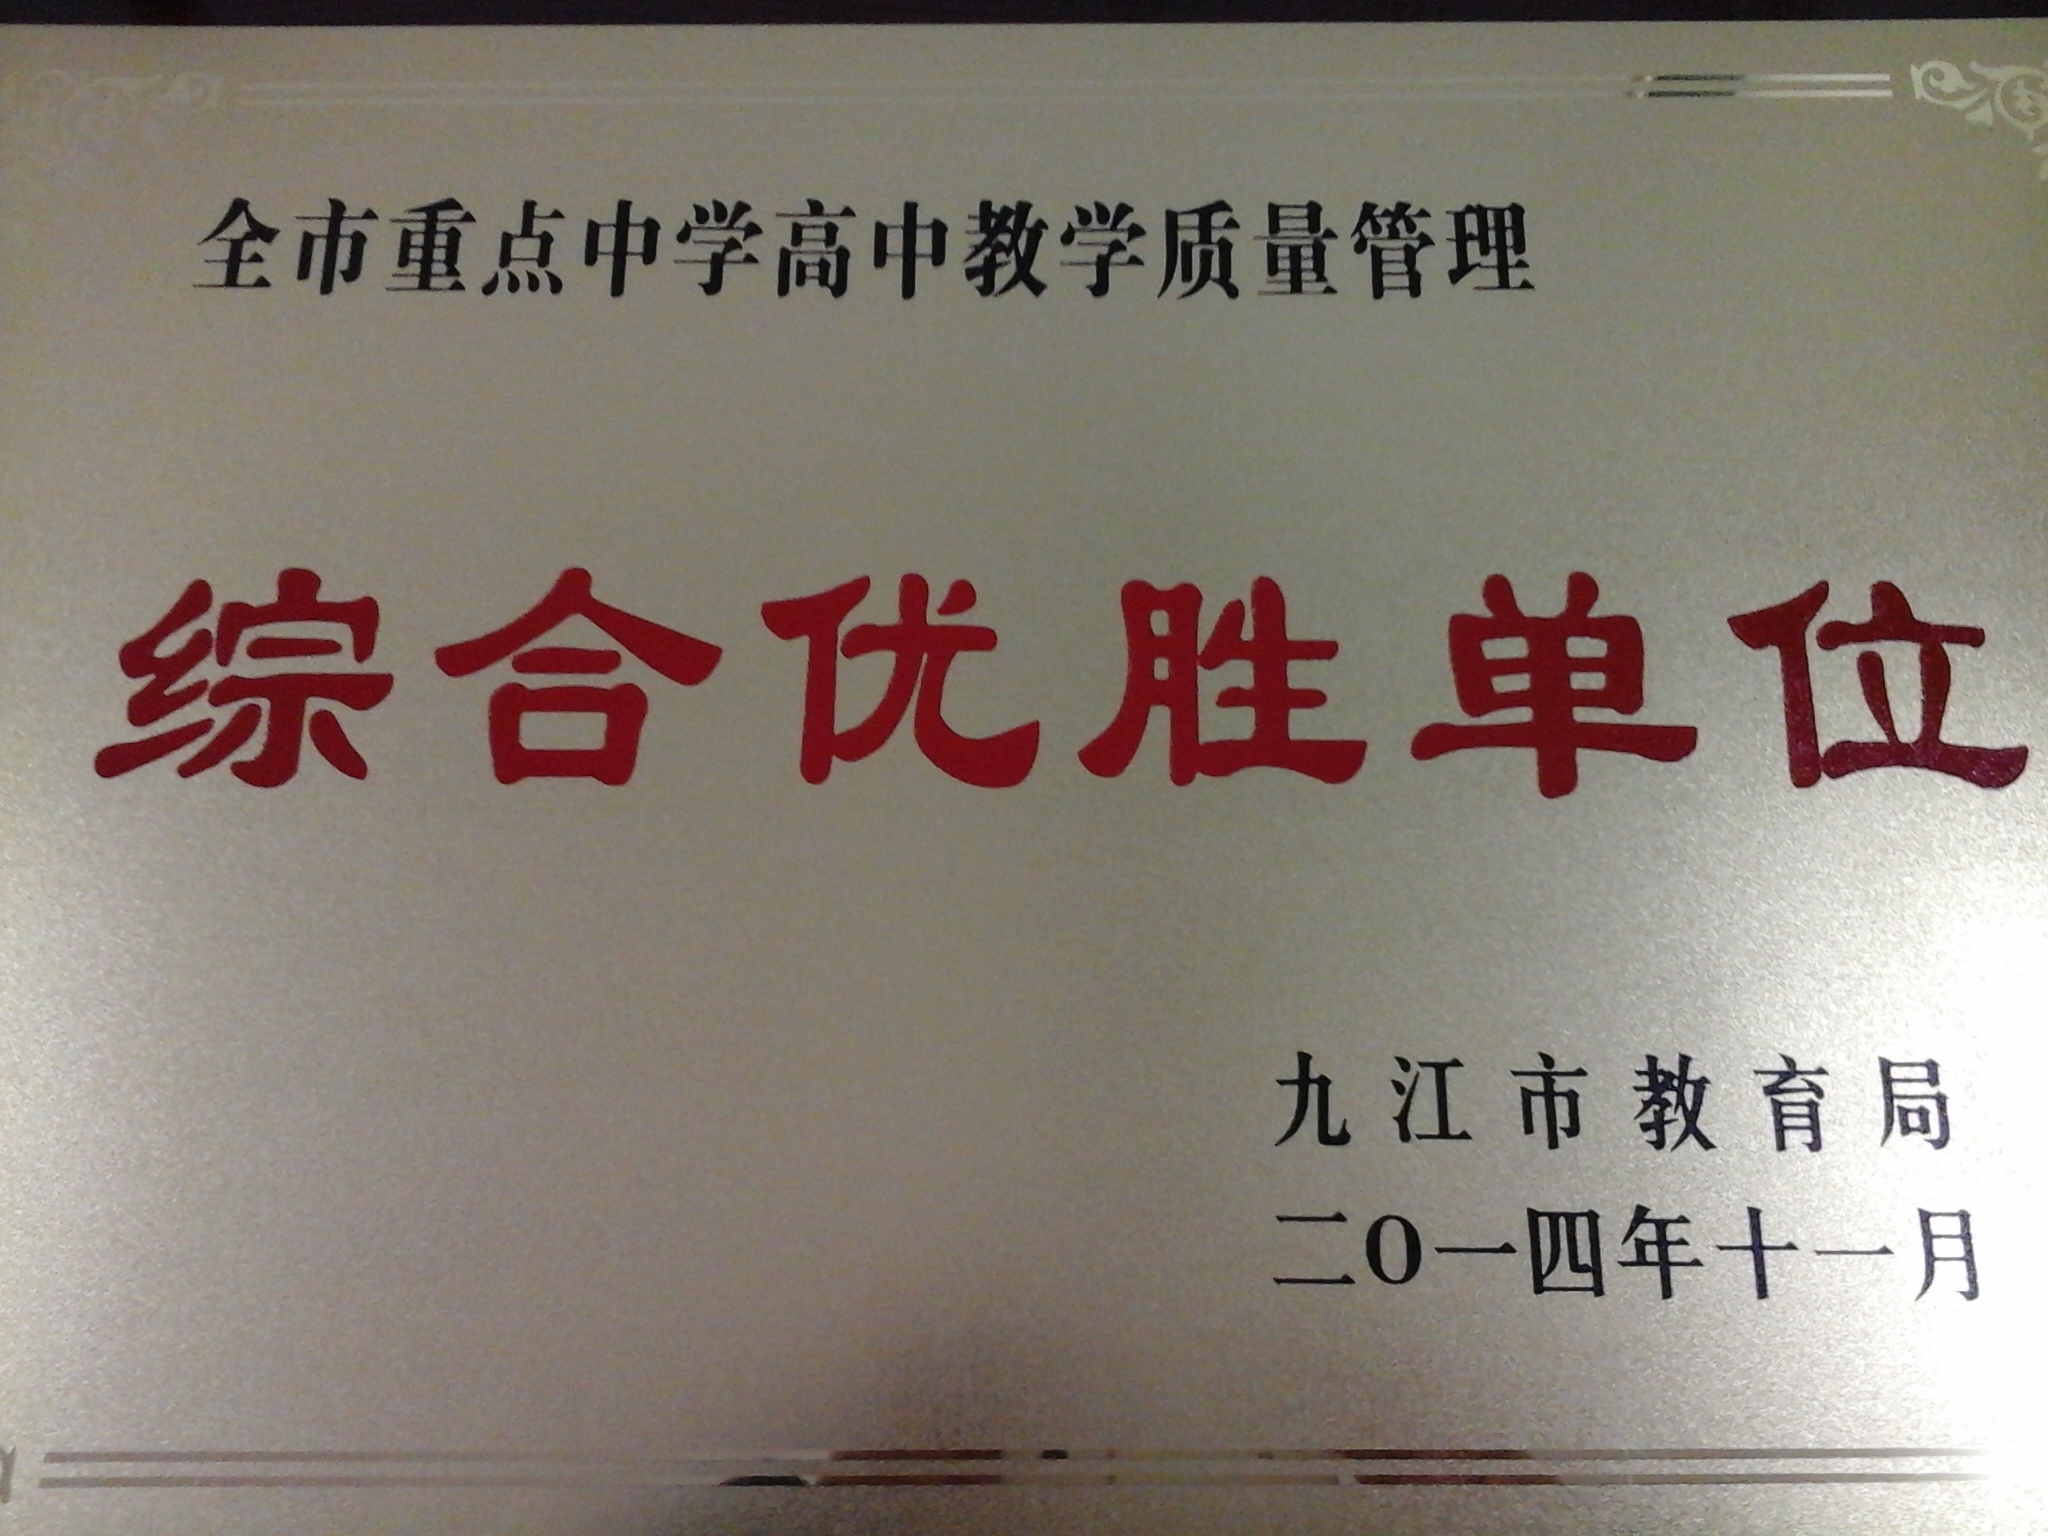 全市重点中学高中教学质量管理
综合优胜单位
九江市教育局
二O一四年十一月